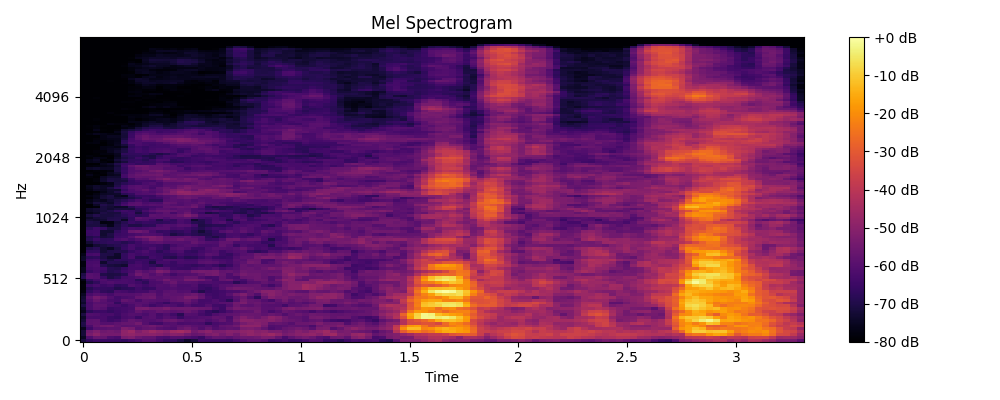 Mel Spectrogram
+0 dB
-10 dB
-20 dB
-30 dB
-40 dB
-50 dB
-60 dB
-70 dB
-80 dB
4096
2048
1024
512
0
Hz
0
0.5
1
1.5
2
2.5
3
Time